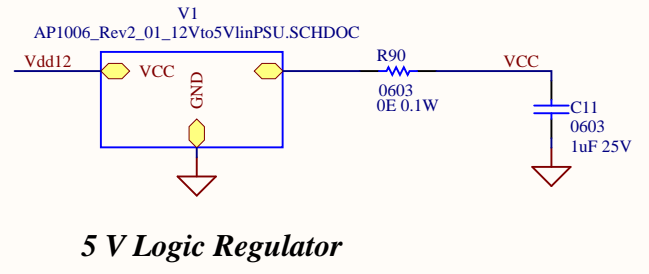 V1
AP1006_Rev2_01_12Vto5VlinPSU.SCHDOC
Vdd12
VCC
GND
R90
0603
0E 0.1W
VCC
C11
0603
1uF 25V
5 V Logic Regulator